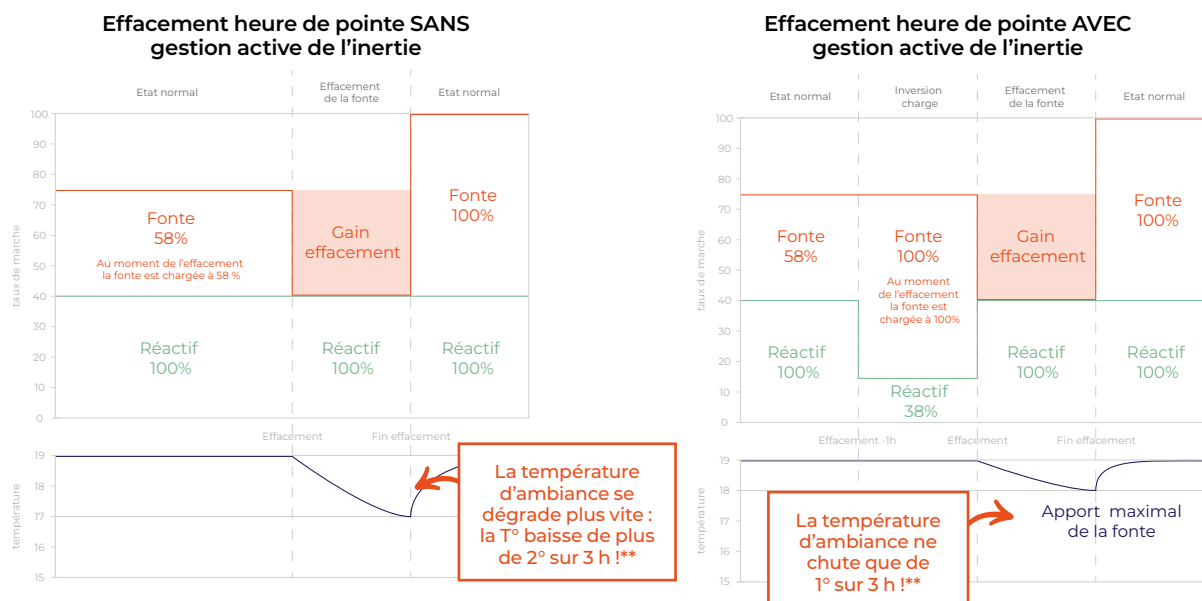 Effacement heure de pointe SANS
gestion active de l'inertie
Etat normal
Effacement
de la fonte
Etat normal
taux de marche
100
90
80
70
60
50
40
30
20
10
0
Fonte
58%
Au moment de l'effacement
la fonte est chargée à 58 %
Gain
effacement
Fonte
100%
Réactif
100%
Réactif
100%
Réactif
100%
Effacement
Fin effacement
température
19
18
17
16
15
La température
d'ambiance se
dégrade plus vite :
la T° baisse de plus
de 2° sur 3 h !**
Effacement heure de pointe AVEC
gestion active de l'inertie
Etat normal
Inversion
charge
Effacement
de la fonte
Etat normal
taux de marche
100
90
80
70
60
50
40
30
20
10
0
Fonte
58%
Fonte
100%
Au moment
de l'effacement
la fonte est
chargée à 100%
Gain
effacement
Fonte
100%
Réactif
100%
Réactif
38%
Réactif
100%
Réactif
100%
Effacement -1h
Effacement
Fin effacement
température
19
18
17
16
15
La température
d'ambiance ne
chute que de
1° sur 3 h !**
Apport maximal
de la fonte